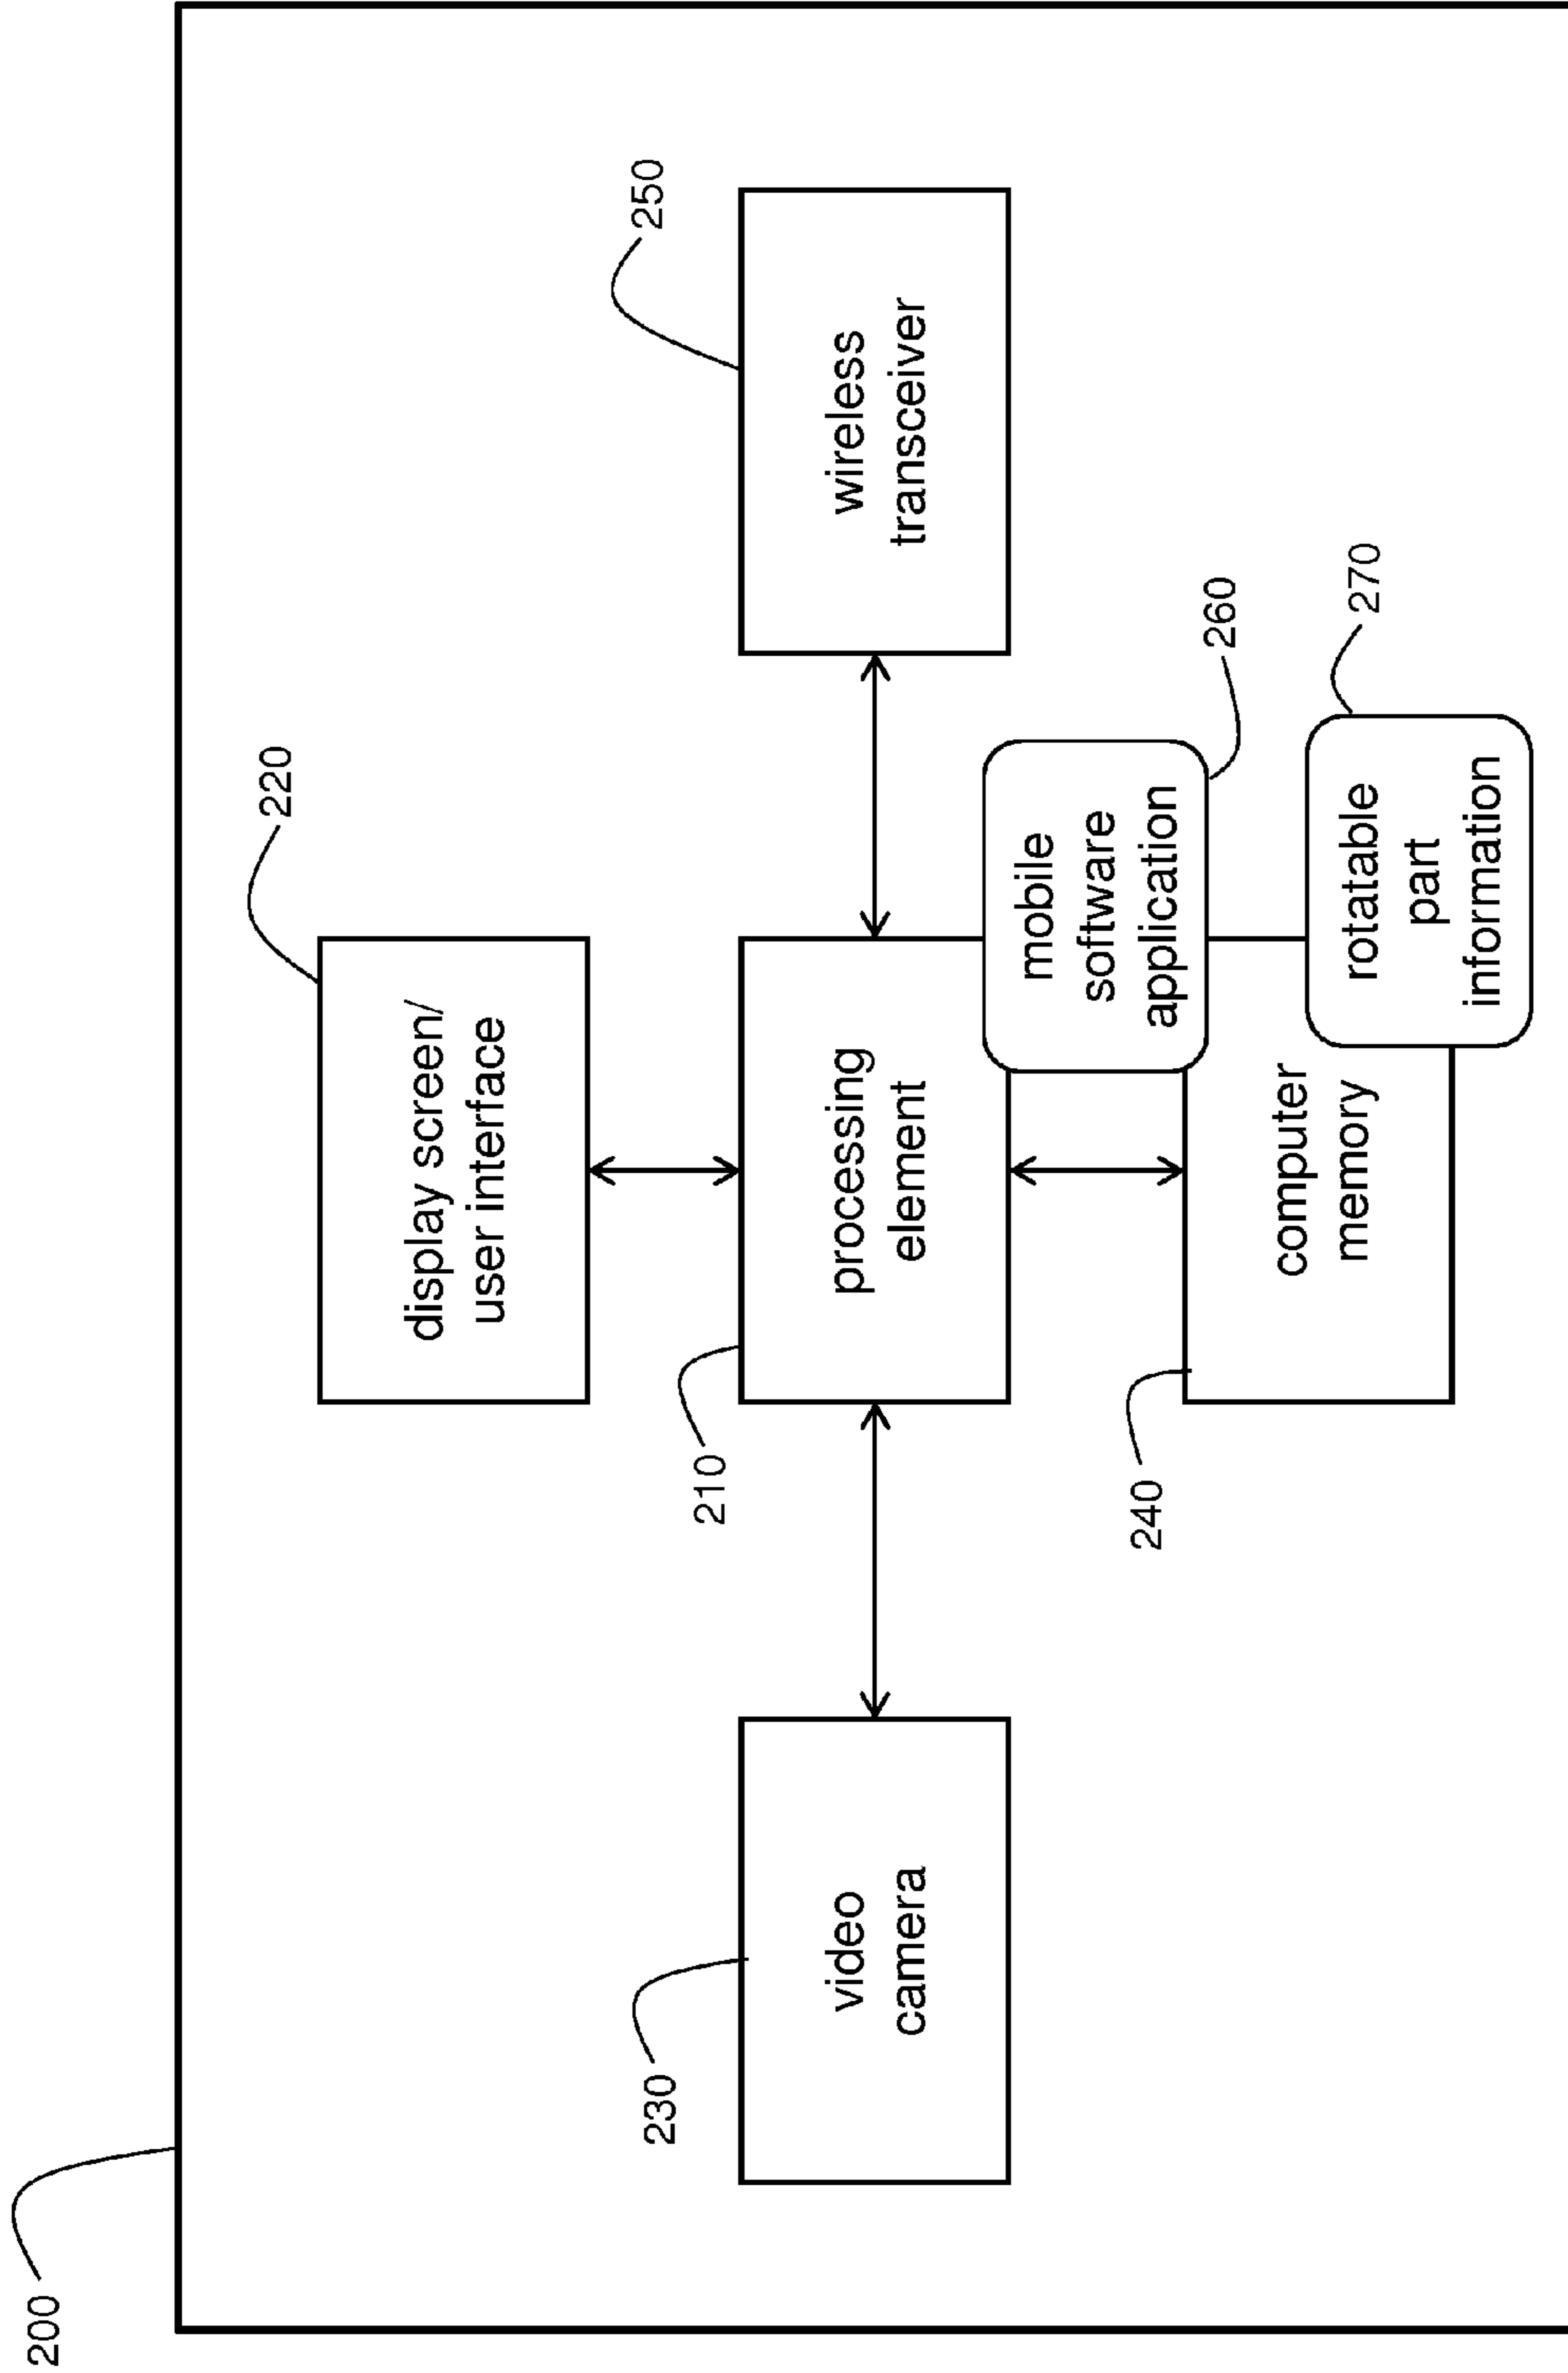 200
220
display screen/
user interface
230
video
camera
210
processing
element
250
wireless
transceiver
240
computer
memory
mobile
software
application
260
rotatable
part
information
270